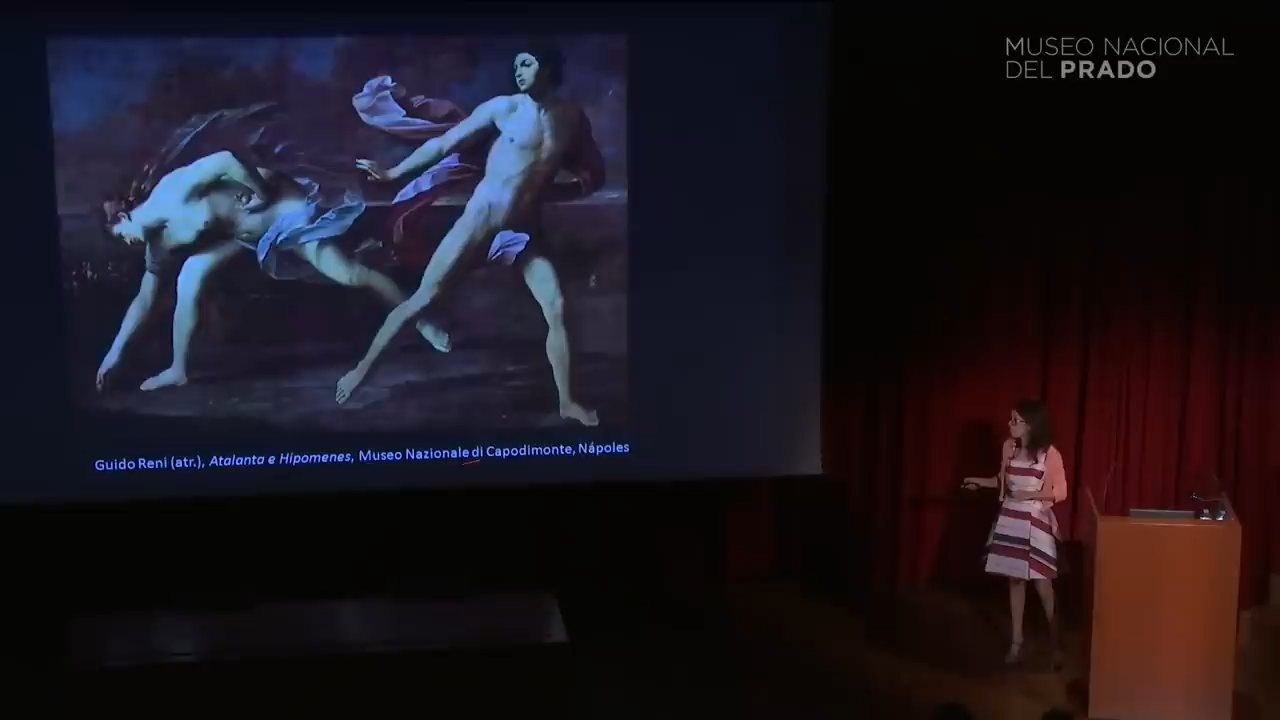 MUSEO NACIONAL
DEL PRADO
Guido Reni (atr.), Atalanta e Hipomenes, Museo Nazionale di Capodimonte, Nápoles